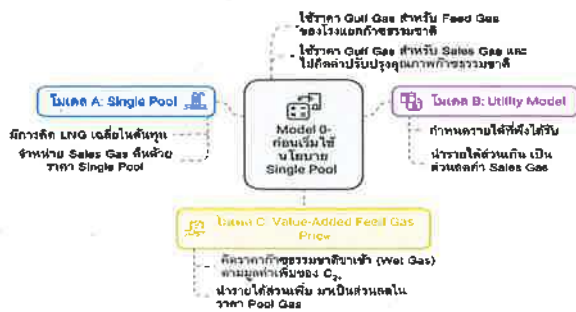 ใช้ราคา Gulf Gas สำหรับ Feed Gas
ของโรงแยกก๊าซธรรมชาติ
ใช้ราคา Gulf Gas สำหรับ Sales Gas และ
ไม่คิดค่าปรับปรุงคุณภาพก๊าซธรรมชาติ
โมเดล A: Single Pool
มีการคิด LNG เฉลี่ยในต้นทุน
จำหน่าย Sales Gas คืนด้วย
ราคา Single Pool
Model 0-
ก่อนเริ่มใช้
นโยบาย
Single Pool
โมเดล B: Utility Model
กำหนดรายได้ที่พึงได้รับ
นำรายได้ส่วนเกิน เป็น
ส่วนลดค่า Sales Gas
โมเดล C: Value-Added Feed Gas
Price
คิดราคาก๊าซธรรมชาติขาเข้า (Wet Gas)
ตามมูลค่าเพิ่มของ C₂₊
นำรายได้ส่วนเพิ่ม มาเป็นส่วนลดใน
ราคา Pool Gas